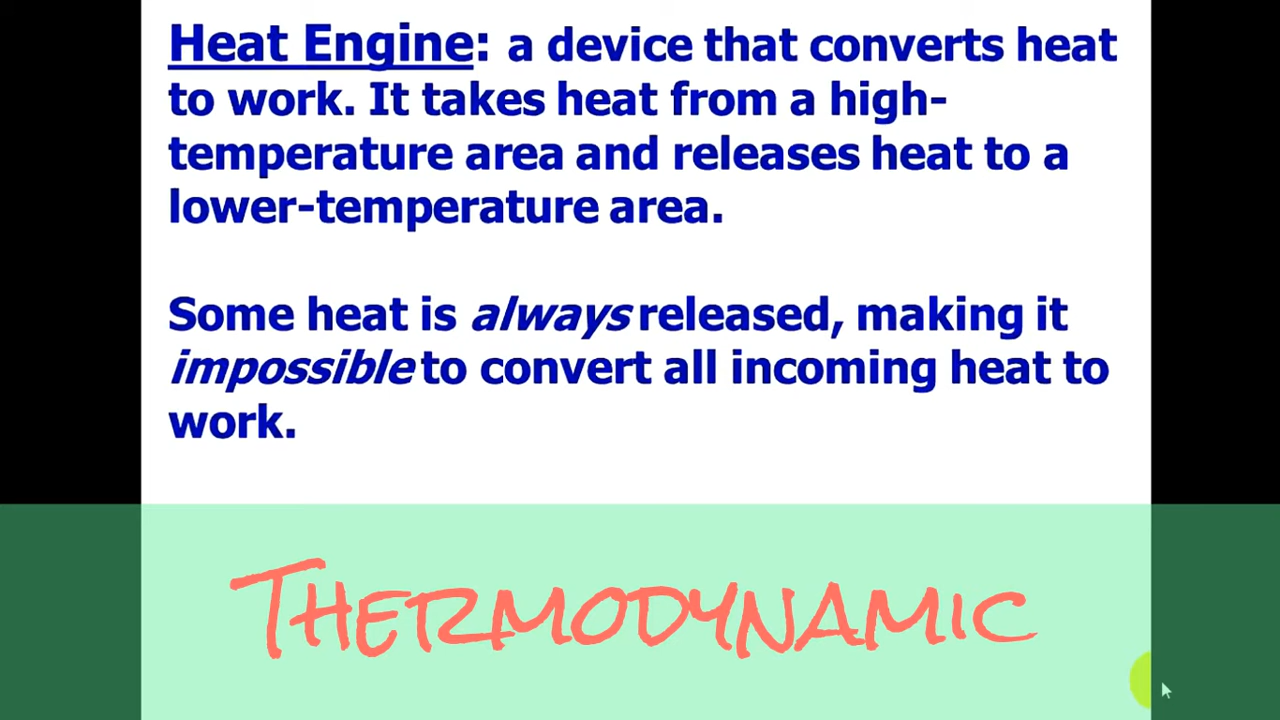 Heat Engine: a device that converts heat
to work. It takes heat from a high-
temperature area and releases heat to a
lower-temperature area.
Some heat is always released, making it
impossible to convert all incoming heat to
work.
THERMODYNAMIC